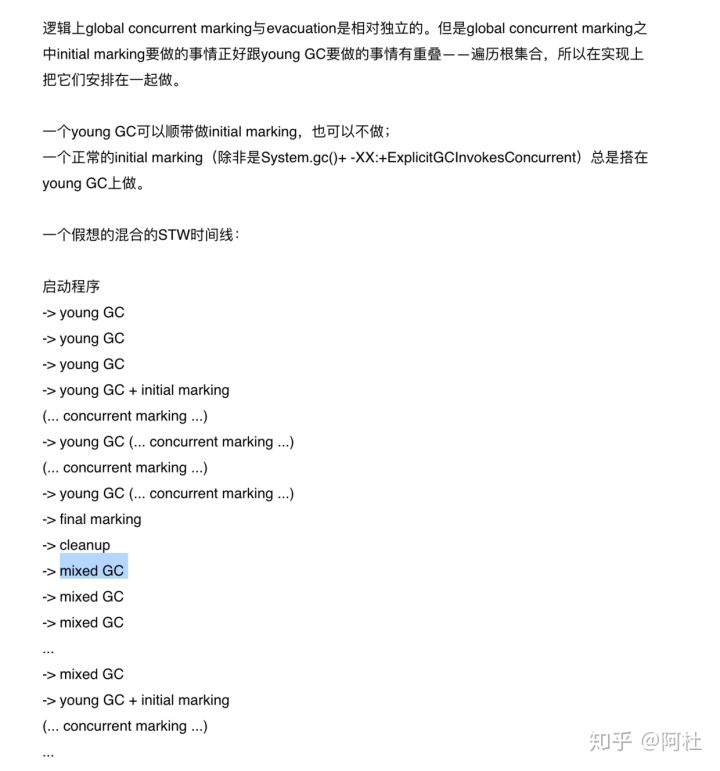 逻辑上global concurrent marking与evacuation是相对独立的。但是global concurrent marking之
中initial marking要做的事情正好跟young GC要做的事情有重叠——遍历根集合，所以在实现上
把它们安排在一起做。
一个young GC可以顺带做initial marking，也可以不做；
一个正常的initial marking（除非是System.gc()+ -XX:+ExplicitGCInvokesConcurrent）总是搭在
young GC上做。
一个假想的混合的STW时间线：
启动程序
-> young GC
-> young GC
-> young GC
-> young GC + initial marking
(... concurrent marking ...)
-> young GC (... concurrent marking ...)
(... concurrent marking ...)
-> young GC (... concurrent marking ...)
-> final marking
-> cleanup
-> mixed GC
-> mixed GC
-> mixed GC
...
-> mixed GC
-> young GC + initial marking
(... concurrent marking ...)
...
知乎 @阿杜